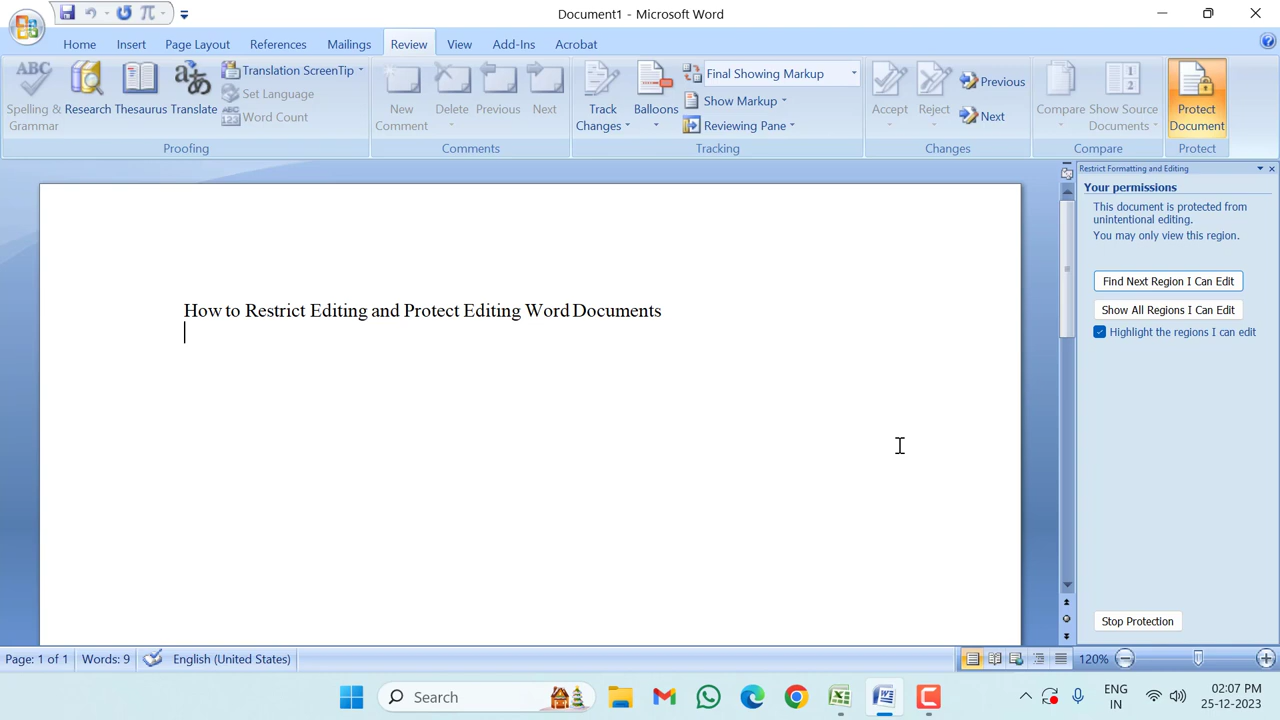 Document1 - Microsoft Word
Home Insert Page Layout References Mailings Review View Add-Ins Acrobat
ABC
Spelling &
Grammar
Research
Thesaurus
Translate
Translation ScreenTip
Set Language
ABC
123
Word Count
Proofing
New
Comment
Delete
Previous
Next
Comments
Track
Changes
Balloons
Final Showing Markup
Show Markup
Reviewing Pane
Tracking
Accept
Reject
Previous
Next
Changes
Compare
Show Source
Documents
Compare
Protect
Document
Protect
Restrict Formatting and Editing
Your permissions
This document is protected from
unintentional editing.
You may only view this region.
Find Next Region I Can Edit
Show All Regions I Can Edit
Highlight the regions I can edit
Stop Protection
How to Restrict Editing and Protect Editing Word Documents
Page: 1 of 1 Words: 9 English (United States) 120%
Search
ENG
IN
02:07 PM
25-12-2023